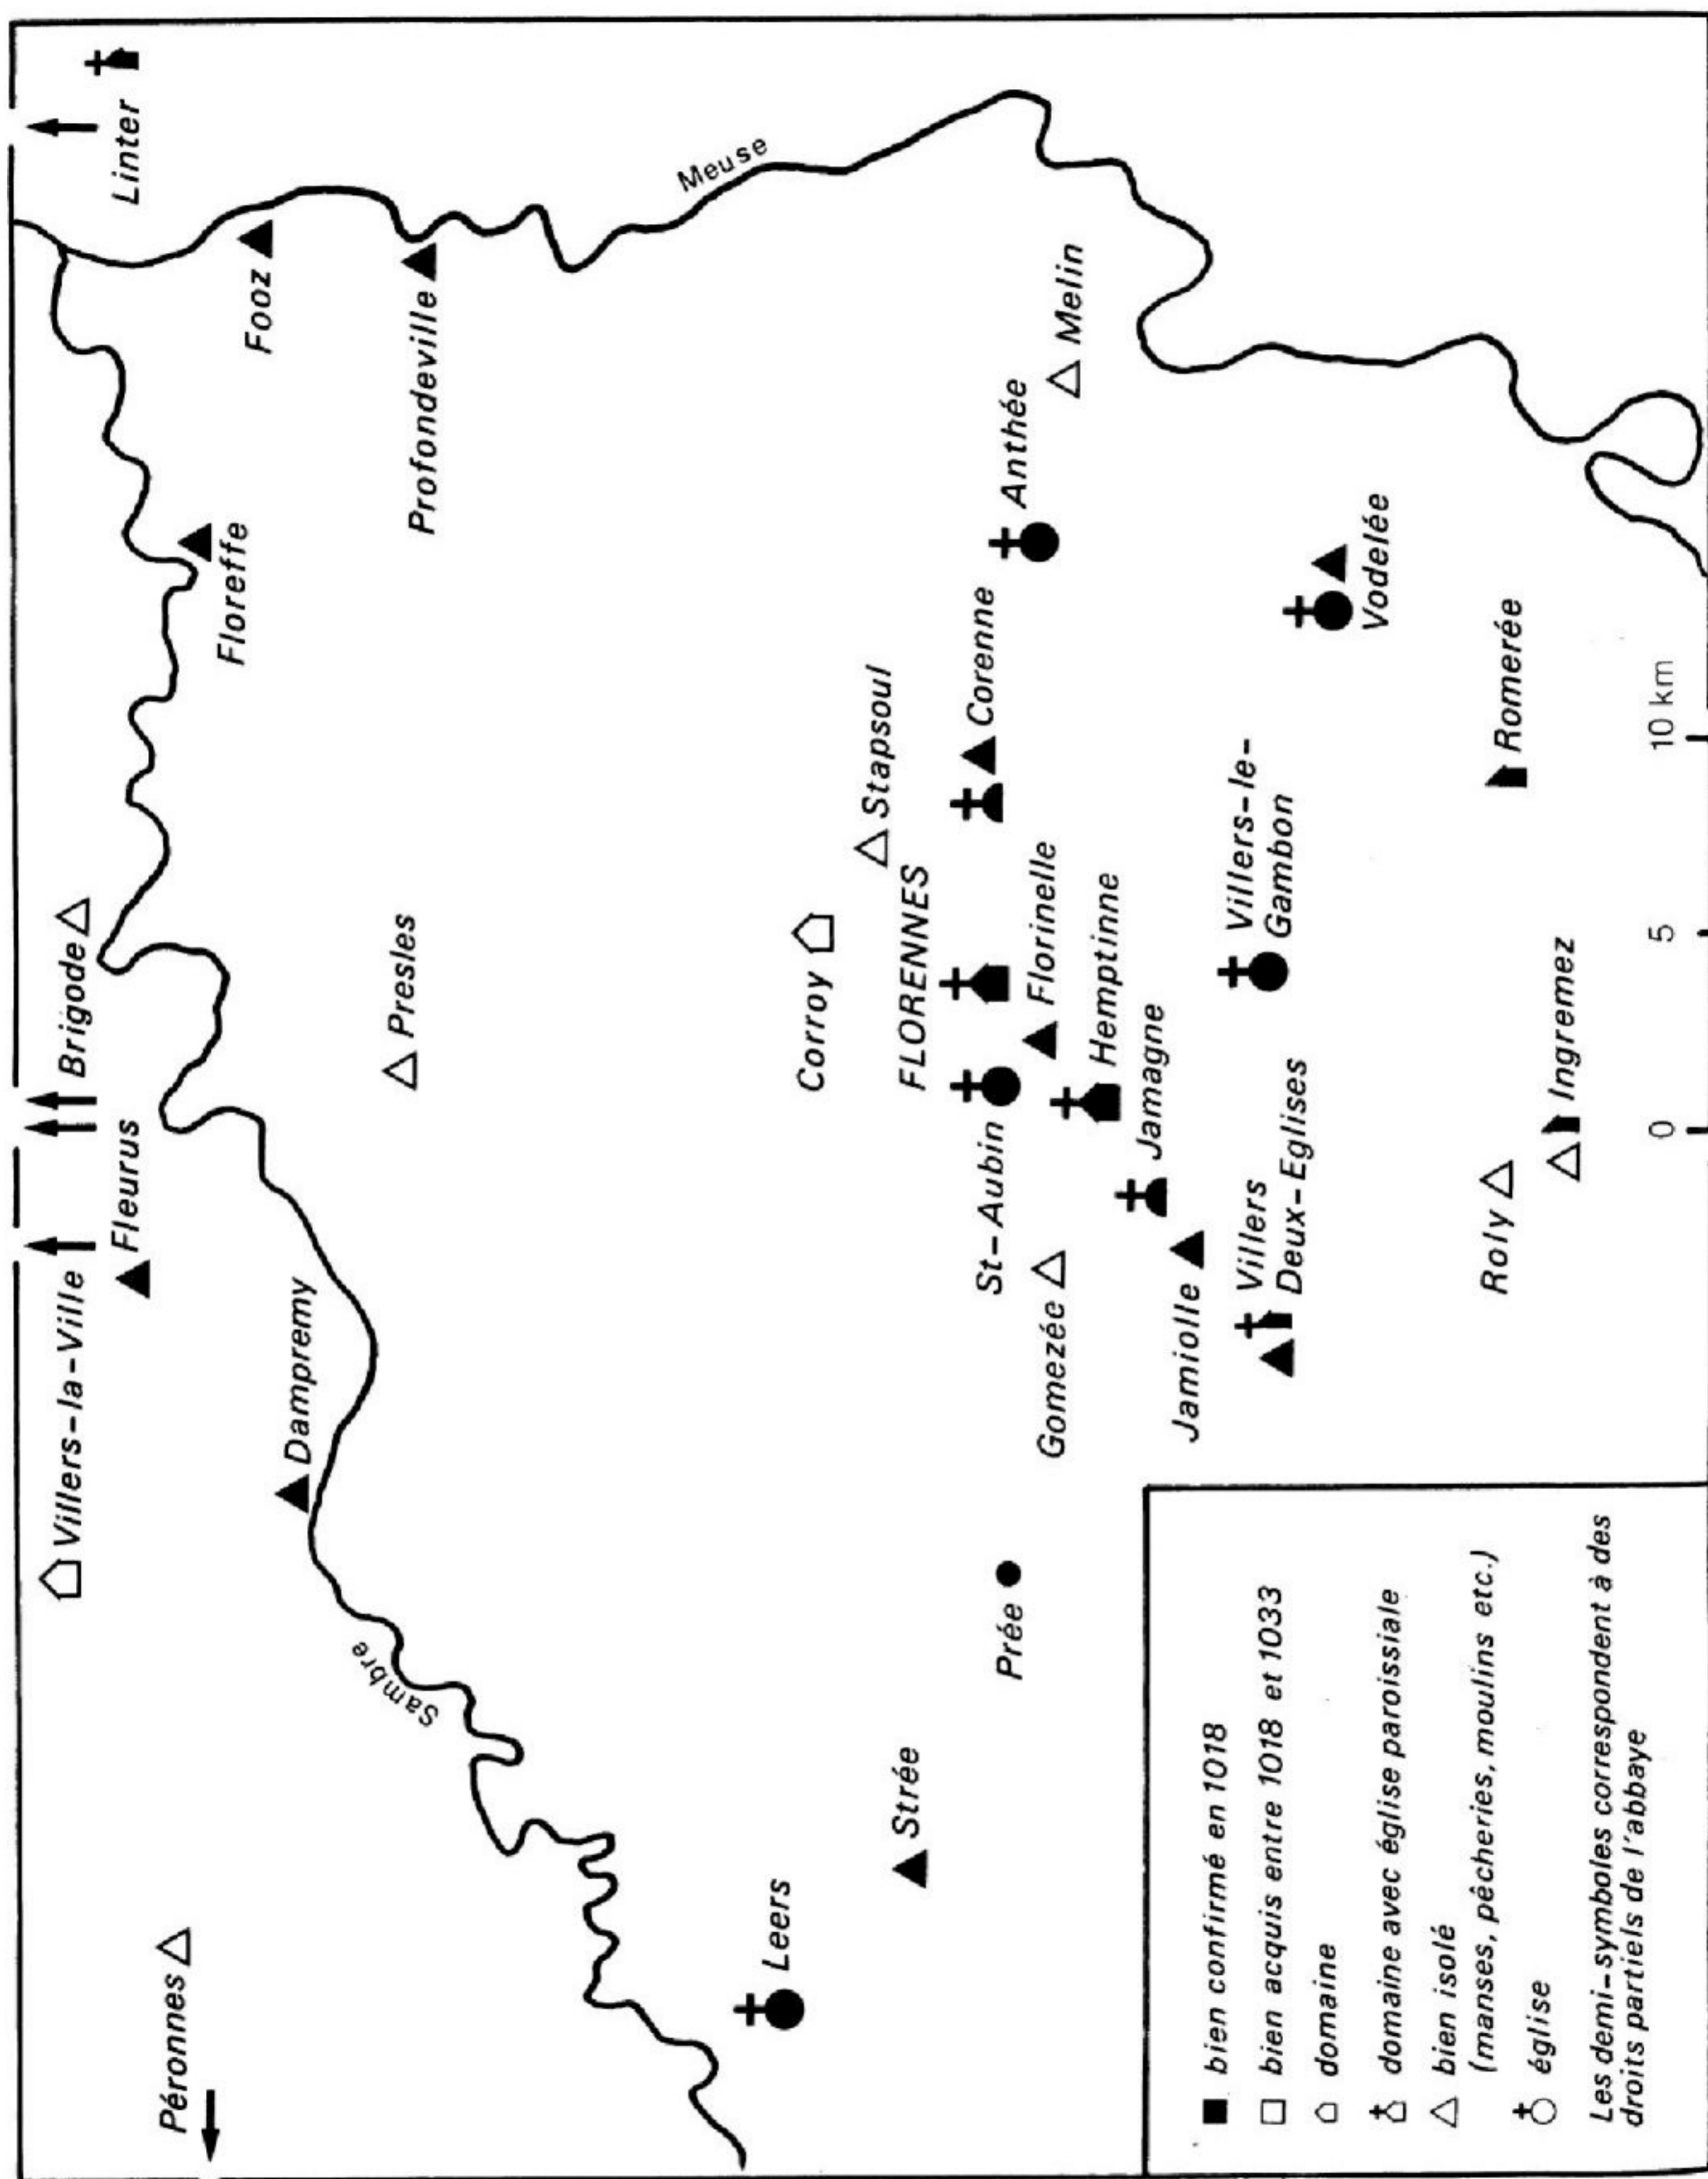 Péronnes
Villers-la-Ville
Fleurus
Brigode
Linter
Dampremy
Floreffe
Fooz
Presles
Profondeville
Sambre
Meuse
Leers
Strée
Prée
Corroy
Stapsoul
FLORENNES
St-Aubin
Corenne
Anthée
Gomezée
Florinelle
Melin
Hemptinne
Jamagne
Jamiolle
Villers-le-
Gambon
Villers
Deux-Eglises
Vodelée
Roly
Romerée
Ingremez
0 5 10 km
bien confirmé en 1018
bien acquis entre 1018 et 1033
domaine
domaine avec église paroissiale
bien isolé
(manses, pêcheries, moulins etc.)
église
Les demi-symboles correspondent à des
droits partiels de l'abbaye